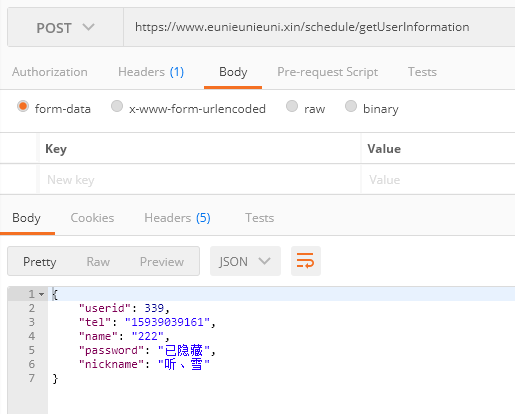 POST https://www.eunieunieuni.xin/schedule/getUserInformation
Authorization Headers (1) Body Pre-request Script Tests
form-data x-www-form-urlencoded raw binary
Key Value
New key Value
Body Cookies Headers (5) Tests
Pretty Raw Preview JSON
1 {
2 "userid": 339,
3 "tel": "15939039161",
4 "name": "222",
5 "password": "已隐藏",
6 "nickname": "听、雪"
7 }